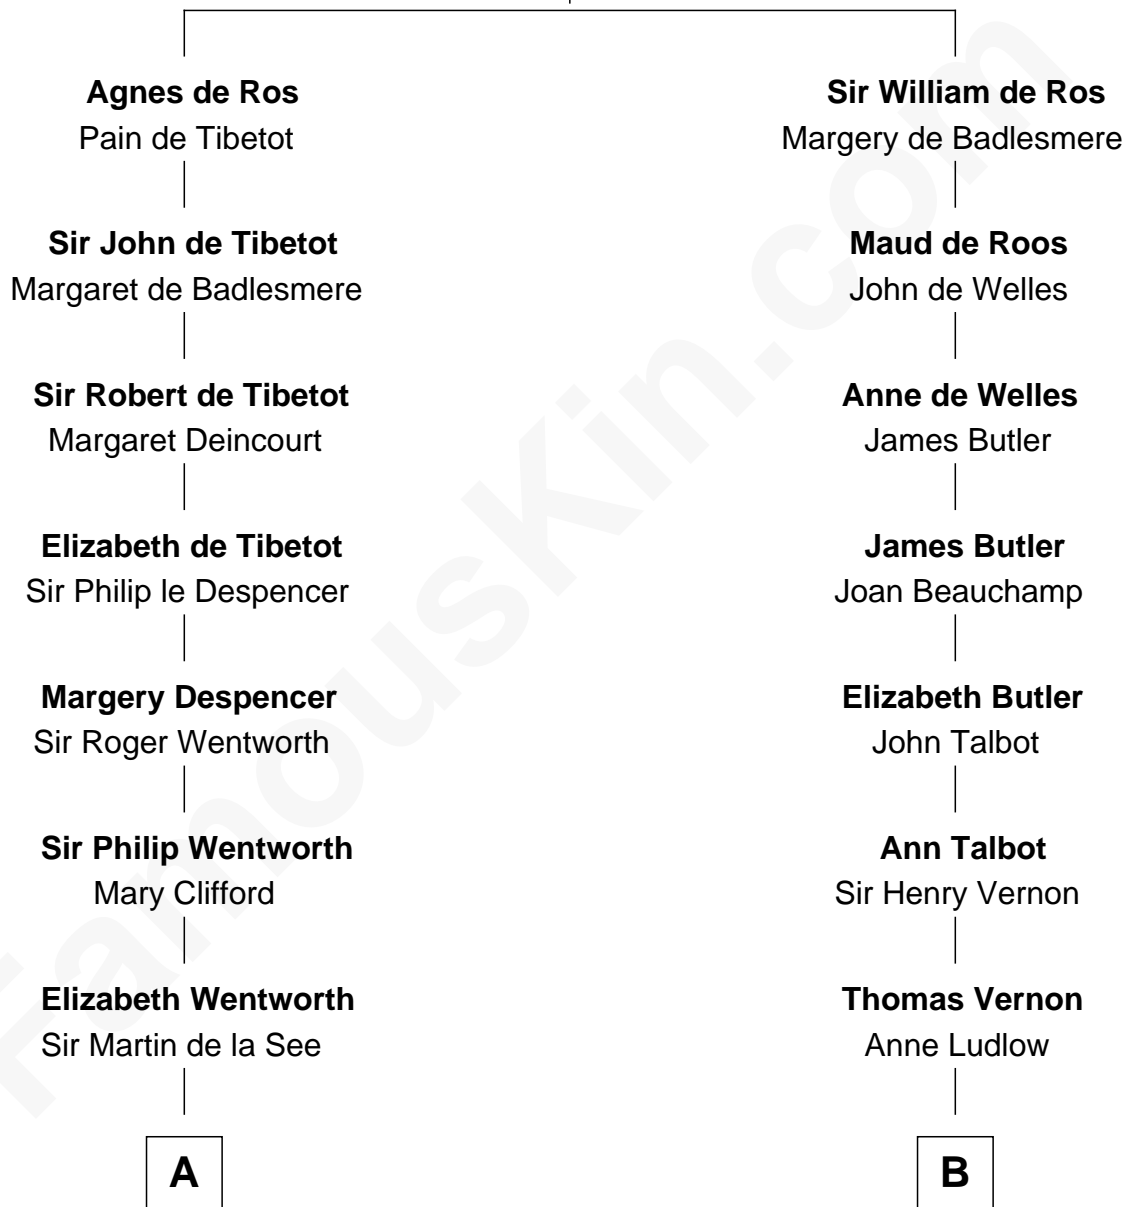 Agnes de Ros
Pain de Tibetot
Sir John de Tibetot
Margaret de Badlesmere
Sir Robert de Tibetot
Margaret Deincourt
Elizabeth de Tibetot
Sir Philip le Despencer
Margery Despencer
Sir Roger Wentworth
Sir Philip Wentworth
Mary Clifford
Elizabeth Wentworth
Sir Martin de la See
A
Sir William de Ros
Margery de Badlesmere
Maud de Roos
John de Welles
Anne de Welles
James Butler
James Butler
Joan Beauchamp
Elizabeth Butler
John Talbot
Ann Talbot
Sir Henry Vernon
Thomas Vernon
Anne Ludlow
B
FamousKin.com